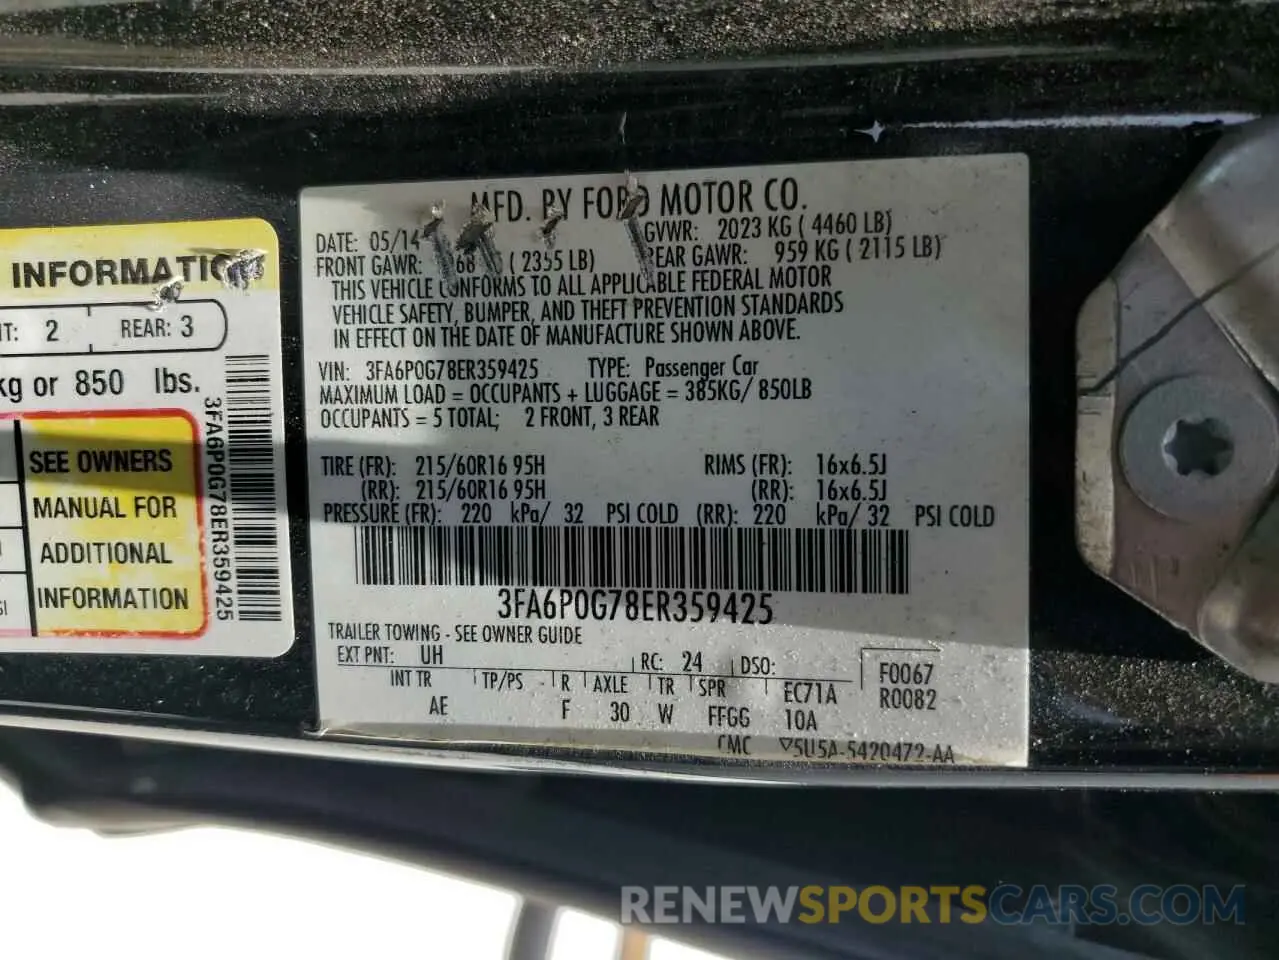 INFORMATION
NT: 2 REAR: 3
kg or 850 lbs.
SEE OWNERS
MANUAL FOR
ADDITIONAL
INFORMATION
3FA6P0G78ER359425
MFD. BY FORD MOTOR CO.
DATE: 05/14 GVWR: 2023 KG ( 4460 LB)
FRONT GAWR: ( 2355 LB) REAR GAWR: 959 KG ( 2115 LB)
THIS VEHICLE CONFORMS TO ALL APPLICABLE FEDERAL MOTOR
VEHICLE SAFETY, BUMPER, AND THEFT PREVENTION STANDARDS
IN EFFECT ON THE DATE OF MANUFACTURE SHOWN ABOVE.
VIN: 3FA6P0G78ER359425 TYPE: Passenger Car
MAXIMUM LOAD = OCCUPANTS + LUGGAGE = 385KG/ 850LB
OCCUPANTS = 5 TOTAL; 2 FRONT, 3 REAR
TIRE (FR): 215/60R16 95H RIMS (FR): 16x6.5J
(RR): 215/60R16 95H (RR): 16x6.5J
PRESSURE (FR): 220 kPa/ 32 PSI COLD (RR): 220 kPa/ 32 PSI COLD
3FA6P0G78ER359425
TRAILER TOWING - SEE OWNER GUIDE
EXT PNT: UH RC: 24 DSO: F0067
INT TR TP/PS R AXLE TR SPR EC71A R0082
AE F 30 W FFGG 10A
CMC 5U5A-5420472-AA
RENEWSPORTSCARS.COM